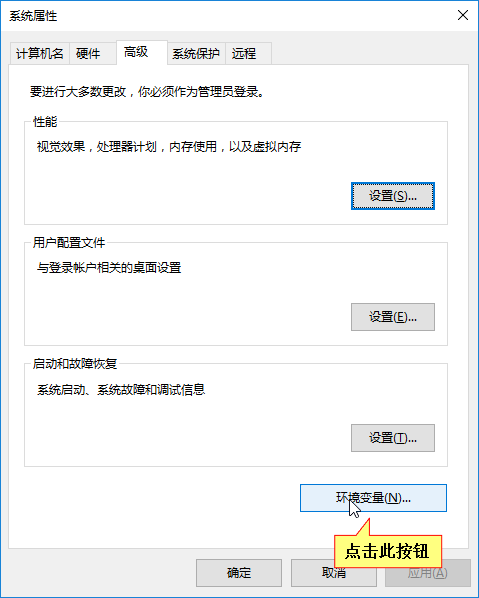 系统属性
计算机名 硬件 高级 系统保护 远程
要进行大多数更改，你必须作为管理员登录。
性能
视觉效果，处理器计划，内存使用，以及虚拟内存
设置(S)...
用户配置文件
与登录帐户相关的桌面设置
设置(E)...
启动和故障恢复
系统启动、系统故障和调试信息
设置(T)...
环境变量(N)...
点击此按钮
确定 取消 应用(A)